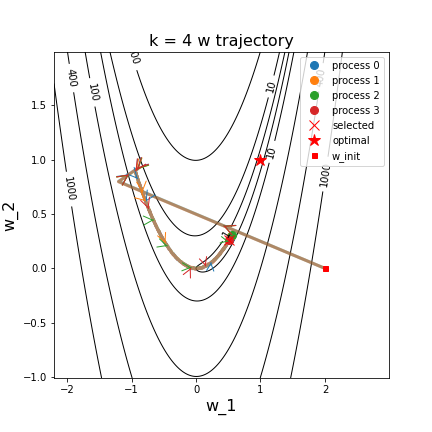 k = 4 w trajectory
process 0
process 1
process 2
process 3
selected
optimal
w_init
400
100
1000
10
10
1000
1.5
1.0
0.5
0.0
−0.5
−1.0
w_2
−2
−1
0
1
2
w_1